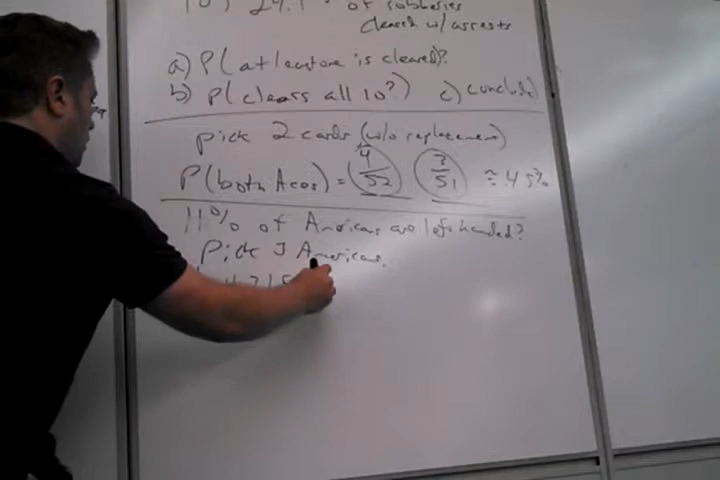 of robberies
cleared w/ arrests
a) P(at least one is cleared?
b) P(clears all 10?) c) conclude
pick 2 cards (w/o replacement)
P(both Aces) = (4/52) (3/51) ≈ .45%
11% of Americans are left handed?
Pick 3 Americans.